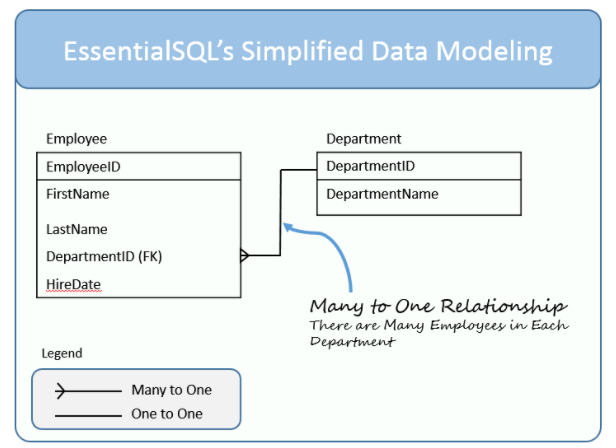 EssentialSQL's Simplified Data Modeling
Employee
EmployeeID
FirstName
LastName
DepartmentID (FK)
HireDate
Department
DepartmentID
DepartmentName
Many to One Relationship
There are Many Employees in Each
Department
Legend
Many to One
One to One